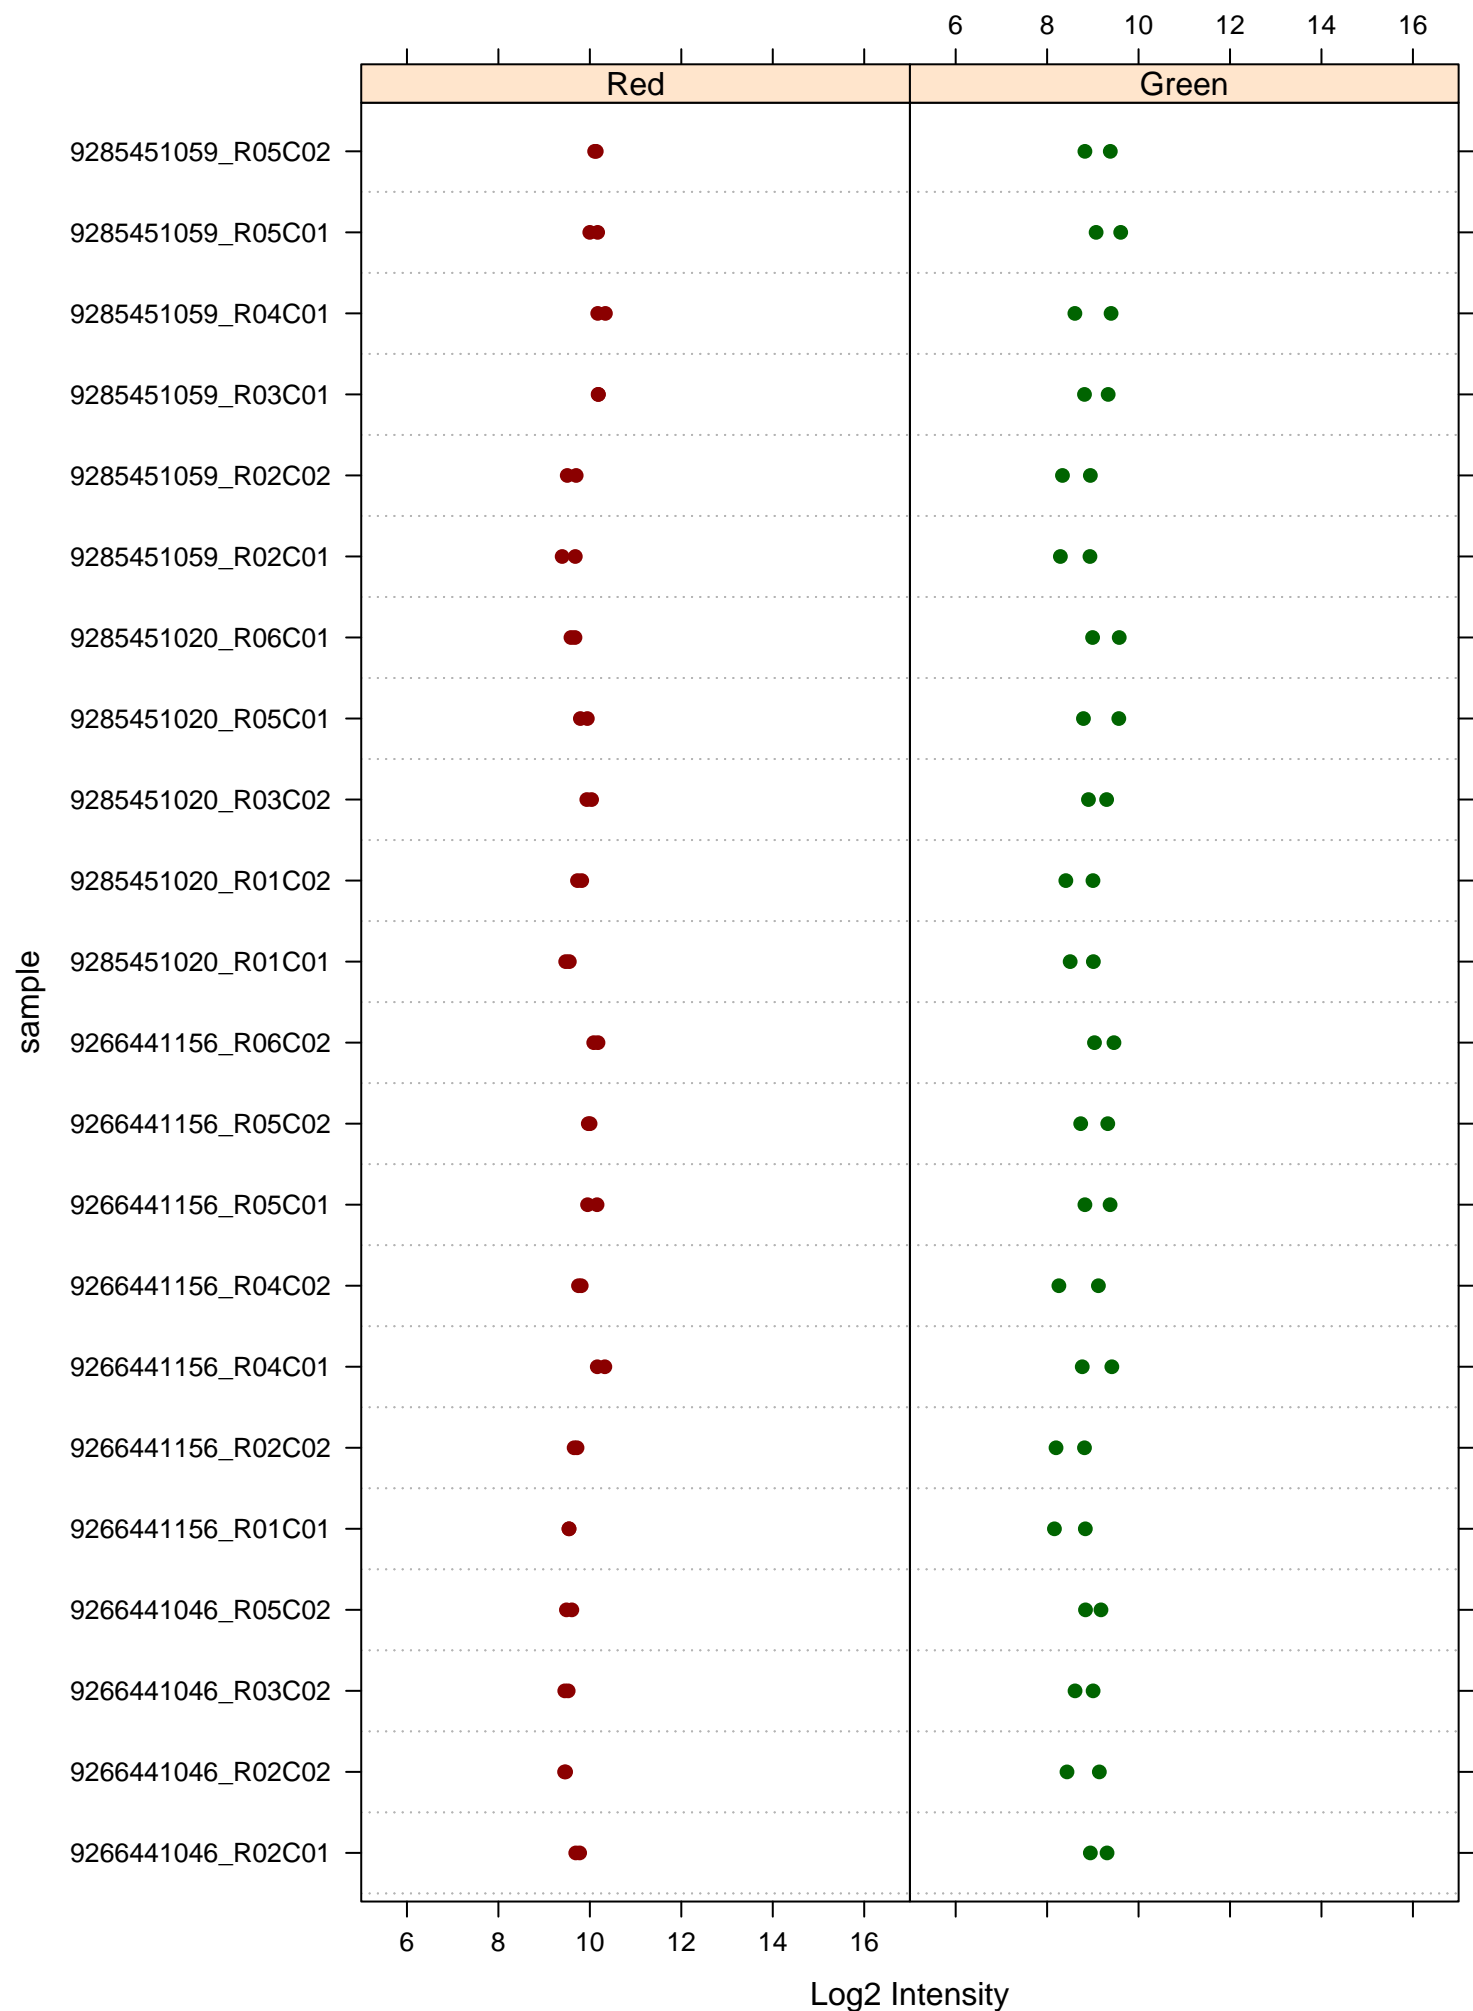 6 8 10 12 14 16
Red Green
9285451059_R05C02
9285451059_R05C01
9285451059_R04C01
9285451059_R03C01
9285451059_R02C02
9285451059_R02C01
9285451020_R06C01
9285451020_R05C01
9285451020_R03C02
9285451020_R01C02
9285451020_R01C01
9266441156_R06C02
9266441156_R05C02
9266441156_R05C01
9266441156_R04C02
9266441156_R04C01
9266441156_R02C02
9266441156_R01C01
9266441046_R05C02
9266441046_R03C02
9266441046_R02C02
9266441046_R02C01
sample
6 8 10 12 14 16
Log2 Intensity